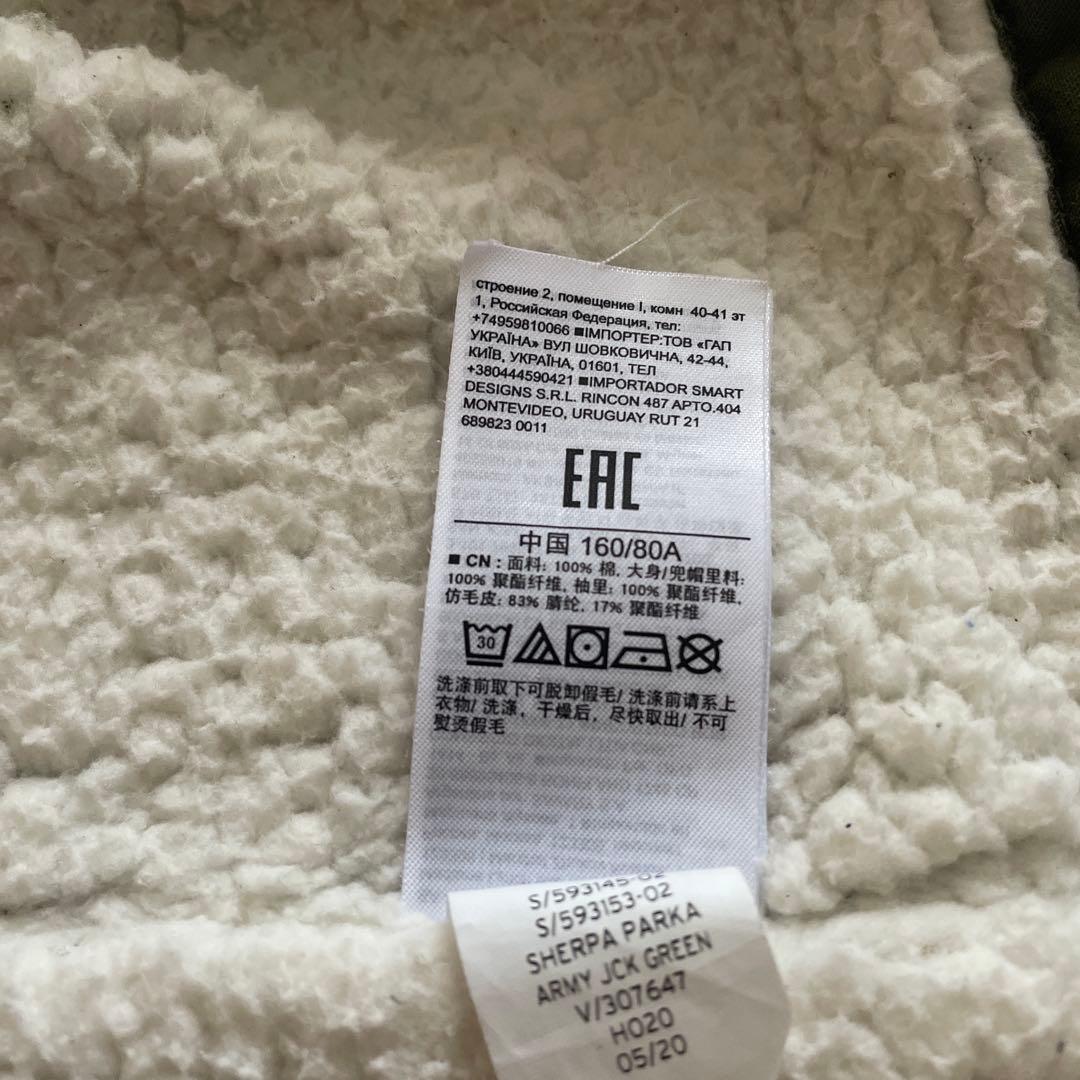 строение 2, помещение I, комн 40-41 эт
1, Российская Федерация, тел:
+74959810066 ■IМПОРТЕР:ТОВ «ГАП
УКРАЇНА» ВУЛ ШОВКОВИЧНА, 42-44,
КИЇВ, УКРАЇНА, 01601, ТЕЛ
+380444590421 ■IMPORTADOR SMART
DESIGNS S.R.L. RINCON 487 APTO.404
MONTEVIDEO, URUGUAY RUT 21
689823 0011
EAC
中国 160/80A
■ CN : 面料: 100% 棉, 大身/兜帽里料:
100% 聚酯纤维, 袖里: 100% 聚酯纤维,
仿毛皮: 83% 腈纶, 17% 聚酯纤维
30
洗涤前取下可脱卸假毛/ 洗涤前请系上
衣物/ 洗涤, 干燥后, 尽快取出/ 不可
熨烫假毛
S/593145-02
S/593153-02
SHERPA PARKA
ARMY JCK GREEN
V/307647
HO20
05/20